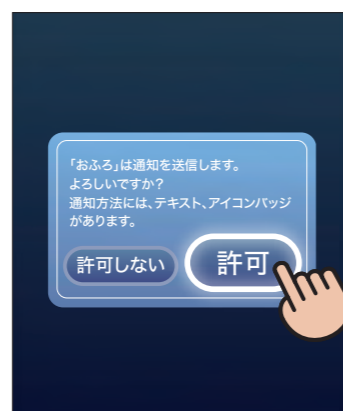 「おふろ」は通知を送信します。
よろしいですか？
通知方法には、テキスト、アイコンバッジ
があります。
許可しない
許可